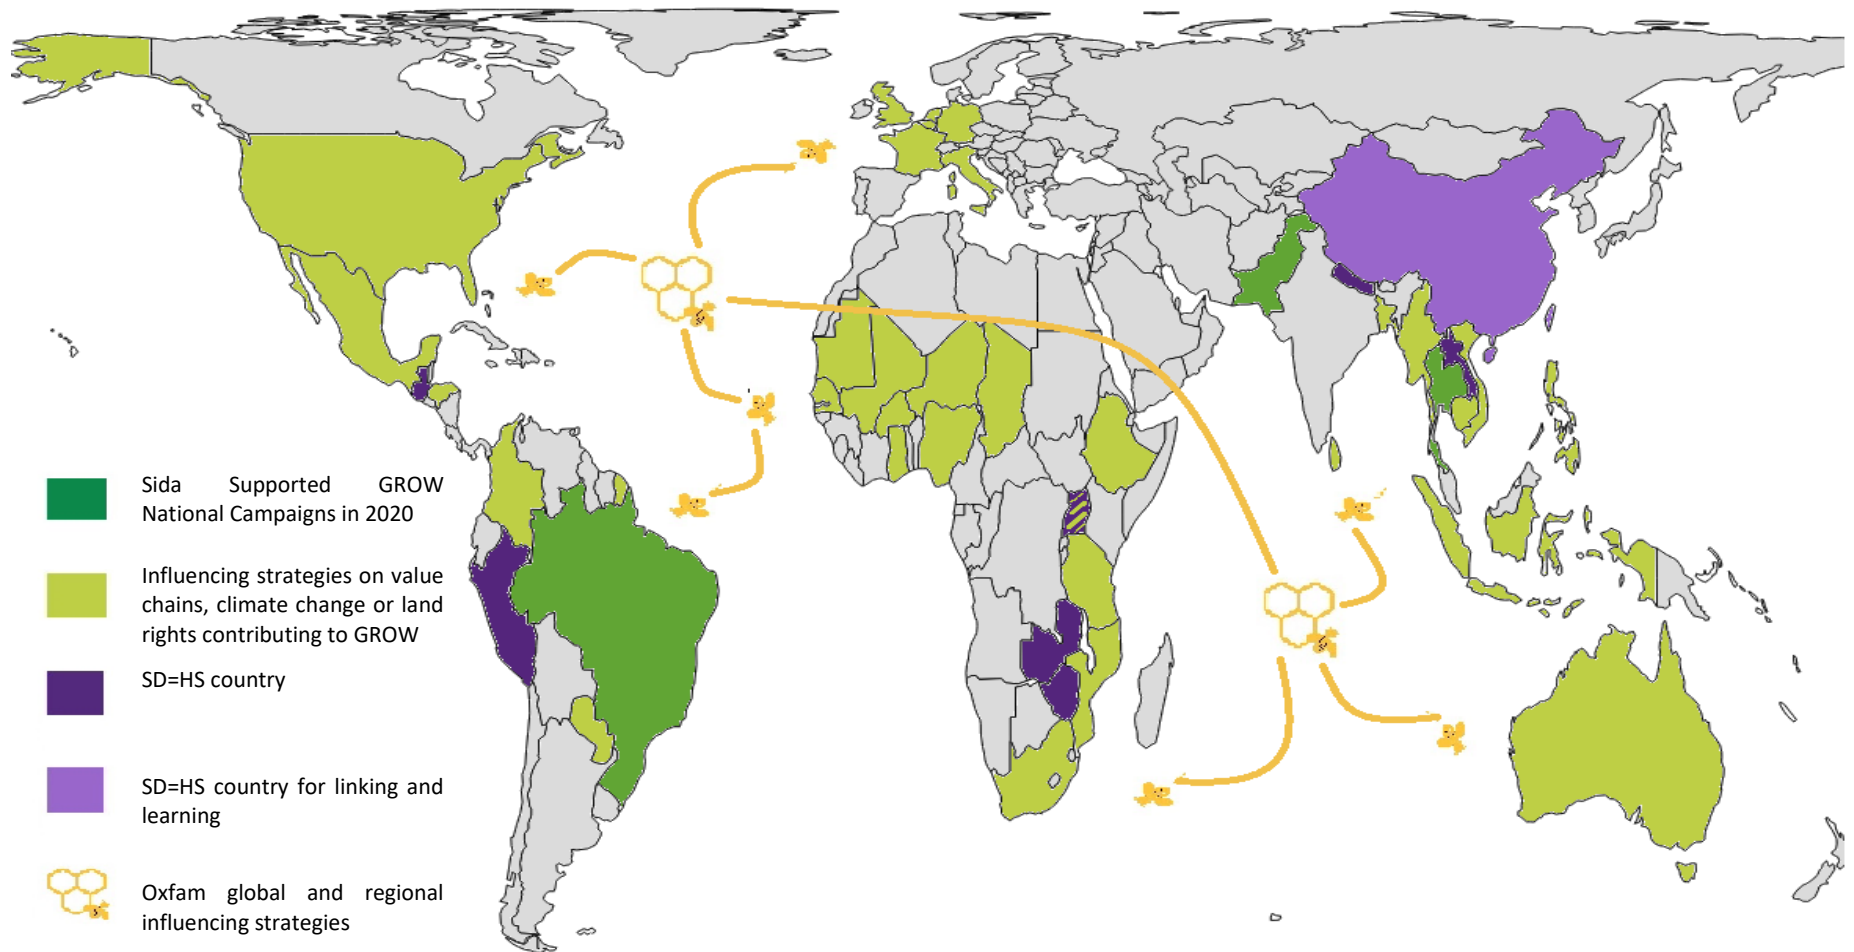 Sida Supported GROW
National Campaigns in 2020
Influencing strategies on value
chains, climate change or land
rights contributing to GROW
SD=HS country
SD=HS country for linking and
learning
Oxfam global and regional
influencing strategies